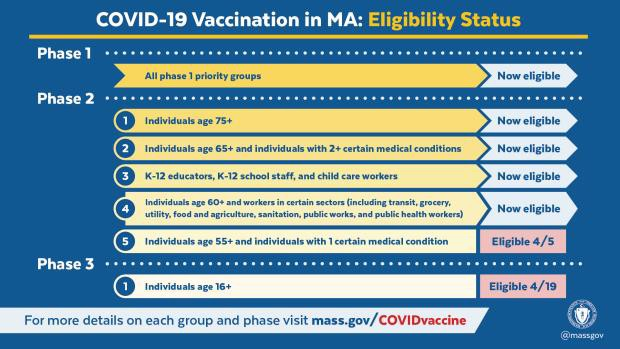 COVID-19 Vaccination in MA: Eligibility Status
Phase 1
All phase 1 priority groups
Now eligible
Phase 2
1 Individuals age 75+
Now eligible
2 Individuals age 65+ and individuals with 2+ certain medical conditions
Now eligible
3 K-12 educators, K-12 school staff, and child care workers
Now eligible
4 Individuals age 60+ and workers in certain sectors (including transit, grocery,
utility, food and agriculture, sanitation, public works, and public health workers)
Now eligible
5 Individuals age 55+ and individuals with 1 certain medical condition
Eligible 4/5
Phase 3
1 Individuals age 16+
Eligible 4/19
For more details on each group and phase visit mass.gov/COVIDvaccine
@massgov